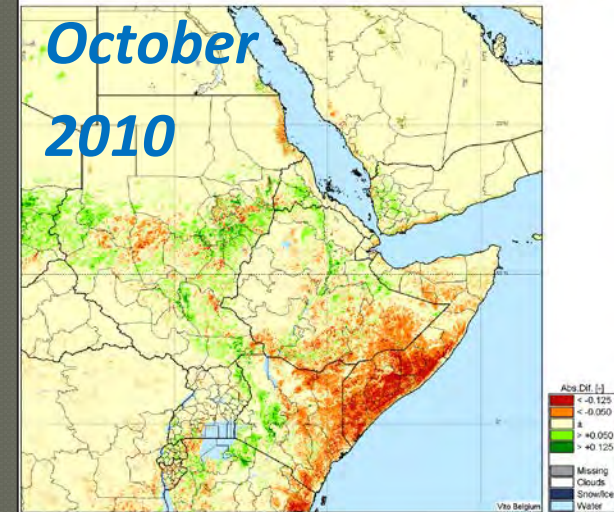 October
2010
Abs.Dif. [-]
< -0.125
< -0.050
±
> +0.050
> +0.125
Missing
Clouds
Snow/Ice
Water
Vito Belgium